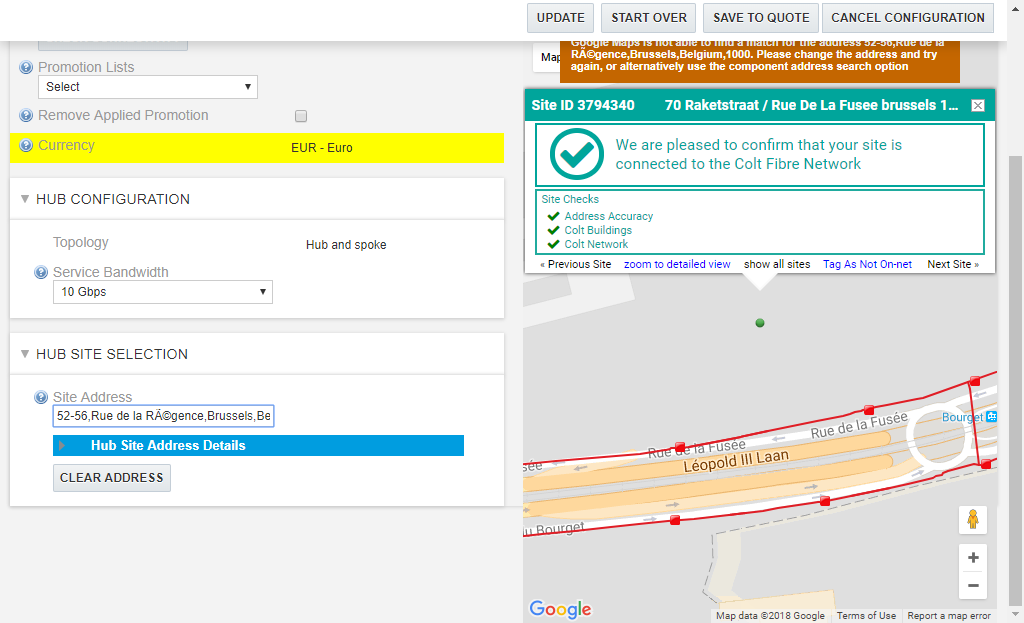 UPDATE
START OVER
SAVE TO QUOTE
CANCEL CONFIGURATION
Promotion Lists
Select
Remove Applied Promotion
Currency
EUR - Euro
HUB CONFIGURATION
Topology
Hub and spoke
Service Bandwidth
10 Gbps
HUB SITE SELECTION
Site Address
52-56,Rue de la RÃ©gence,Brussels,Be
Hub Site Address Details
CLEAR ADDRESS
Map
Google Maps is not able to find a match for the address 52-56,Rue de la
RÃ©gence,Brussels,Belgium,1000. Please change the address and try
again, or alternatively use the component address search option
Site ID 3794340
70 Raketstraat / Rue De La Fusee brussels 1...
We are pleased to confirm that your site is
connected to the Colt Fibre Network
Site Checks
Address Accuracy
Colt Buildings
Colt Network
« Previous Site
zoom to detailed view
show all sites
Tag As Not On-net
Next Site »
Rue de la Fusée
Bourget
Rue de la Fusée
sée
Léopold III Laan
u Bourget
Google
Map data ©2018 Google
Terms of Use
Report a map error